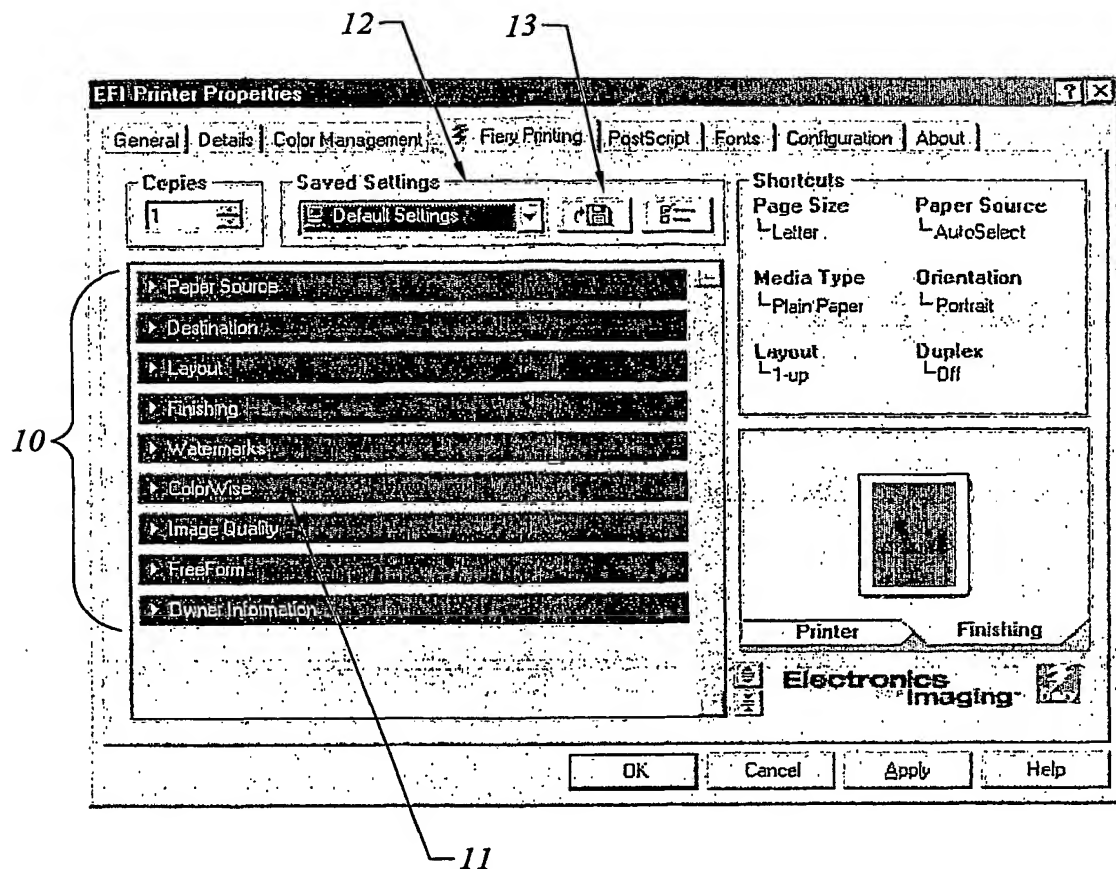 12
13
EFI Printer Properties
General Details Color Management Fiery Printing PostScript Fonts Configuration About
Copies
1
Saved Settings
Default Settings
Shortcuts
Page Size Paper Source
Letter AutoSelect
Media Type Orientation
Plain Paper Portrait
Layout Duplex
1-up Off
10
Paper Source
Destination
Layout
Finishing
Watermarks
ColorWise
Image Quality
FreeForm
Owner Information
Printer Finishing
Electronics
for Imaging
OK Cancel Apply Help
11